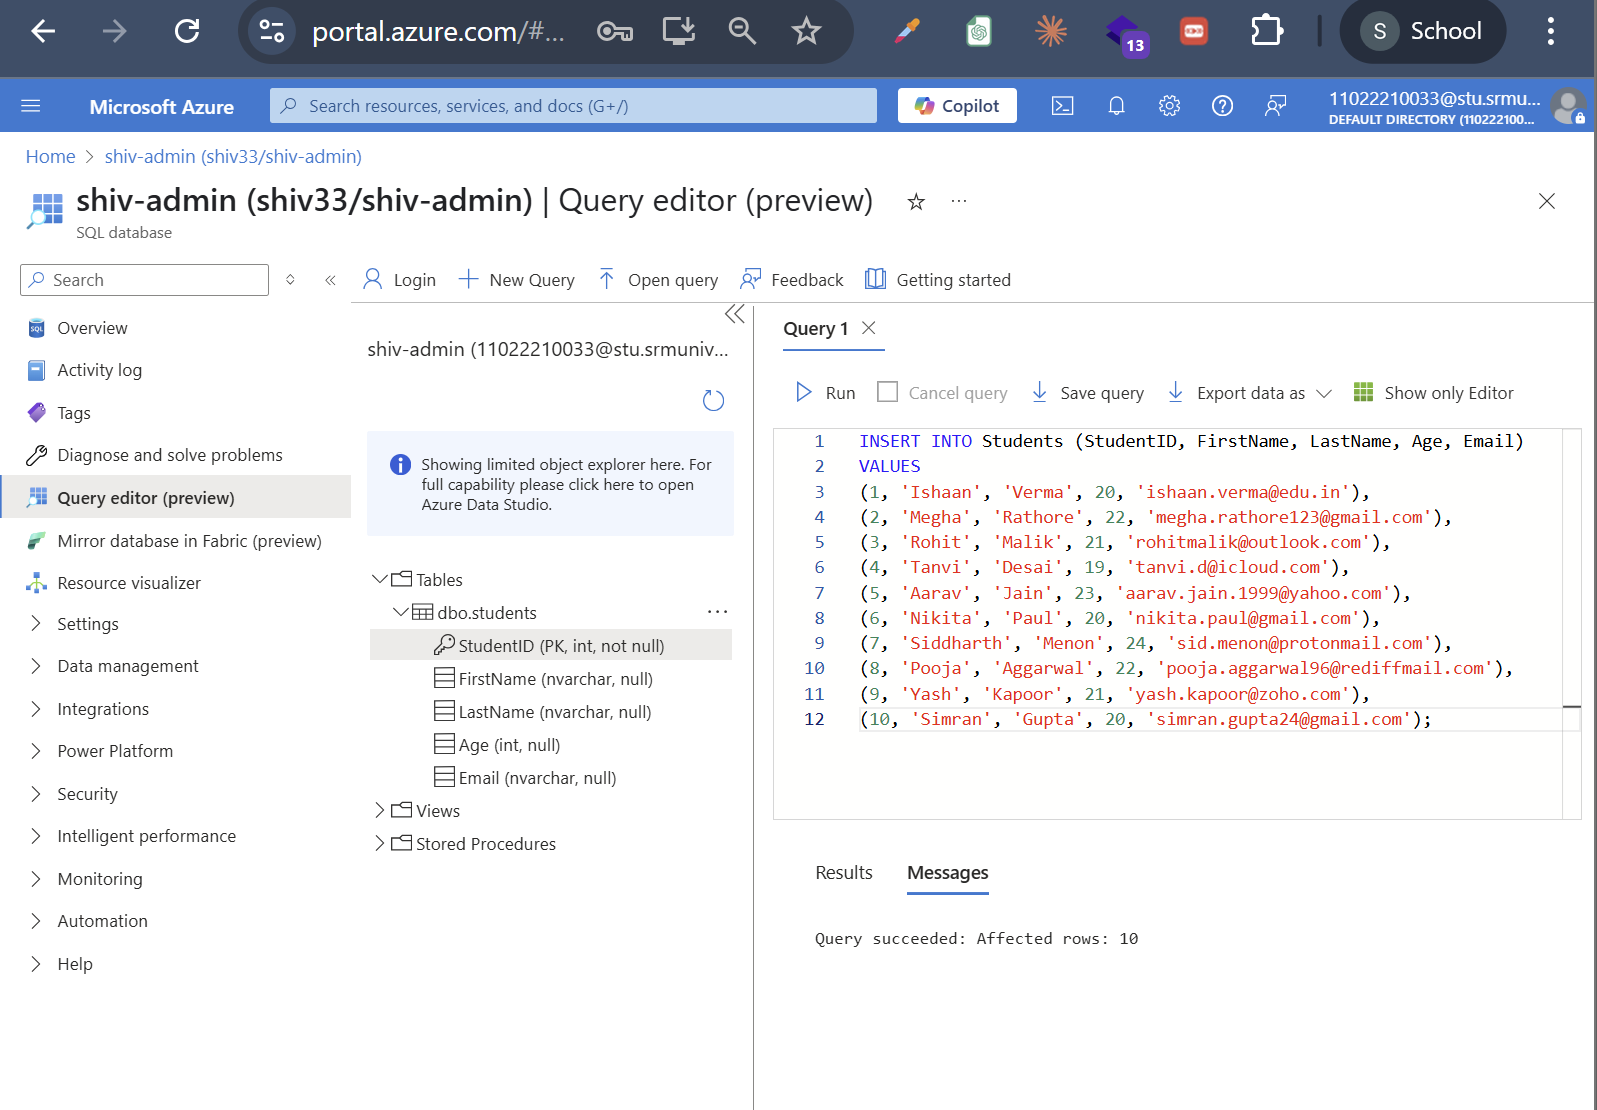 portal.azure.com/#...
13
S School
Microsoft Azure
Search resources, services, and docs (G+/)
Copilot
11022210033@stu.srmu...
DEFAULT DIRECTORY (110222100...
Home > shiv-admin (shiv33/shiv-admin)
shiv-admin (shiv33/shiv-admin) | Query editor (preview)
SQL database
Search
Overview
Activity log
Tags
Diagnose and solve problems
Query editor (preview)
Mirror database in Fabric (preview)
Resource visualizer
Settings
Data management
Integrations
Power Platform
Security
Intelligent performance
Monitoring
Automation
Help
Login
New Query
Open query
Feedback
Getting started
shiv-admin (11022210033@stu.srmuniv...
Showing limited object explorer here. For
full capability please click here to open
Azure Data Studio.
Tables
dbo.students
StudentID (PK, int, not null)
FirstName (nvarchar, null)
LastName (nvarchar, null)
Age (int, null)
Email (nvarchar, null)
Views
Stored Procedures
Query 1
Run
Cancel query
Save query
Export data as
Show only Editor
1 INSERT INTO Students (StudentID, FirstName, LastName, Age, Email)
2 VALUES
3 (1, 'Ishaan', 'Verma', 20, 'ishaan.verma@edu.in'),
4 (2, 'Megha', 'Rathore', 22, 'megha.rathore123@gmail.com'),
5 (3, 'Rohit', 'Malik', 21, 'rohitmalik@outlook.com'),
6 (4, 'Tanvi', 'Desai', 19, 'tanvi.d@icloud.com'),
7 (5, 'Aarav', 'Jain', 23, 'aarav.jain.1999@yahoo.com'),
8 (6, 'Nikita', 'Paul', 20, 'nikita.paul@gmail.com'),
9 (7, 'Siddharth', 'Menon', 24, 'sid.menon@protonmail.com'),
10 (8, 'Pooja', 'Aggarwal', 22, 'pooja.aggarwal96@rediffmail.com'),
11 (9, 'Yash', 'Kapoor', 21, 'yash.kapoor@zoho.com'),
12 (10, 'Simran', 'Gupta', 20, 'simran.gupta24@gmail.com');
Results
Messages
Query succeeded: Affected rows: 10